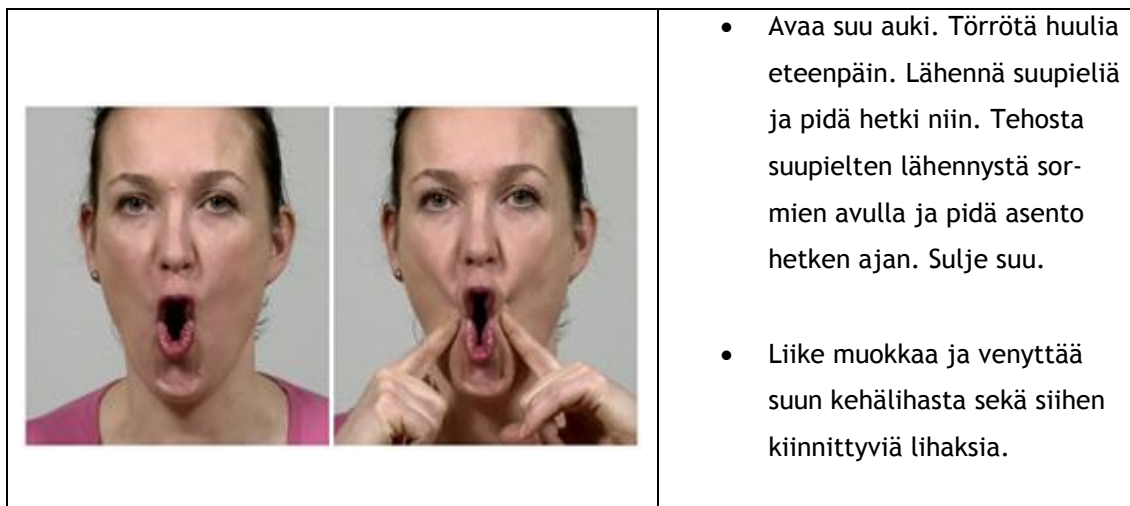 • Avaa suu auki. Törrötä huulia
eteenpäin. Lähennä suupieliä
ja pidä hetki niin. Tehosta
suupielten lähennystä sor-
mien avulla ja pidä asento
hetken ajan. Sulje suu.
• Liike muokkaa ja venyttää
suun kehälihasta sekä siihen
kiinnittyviä lihaksia.